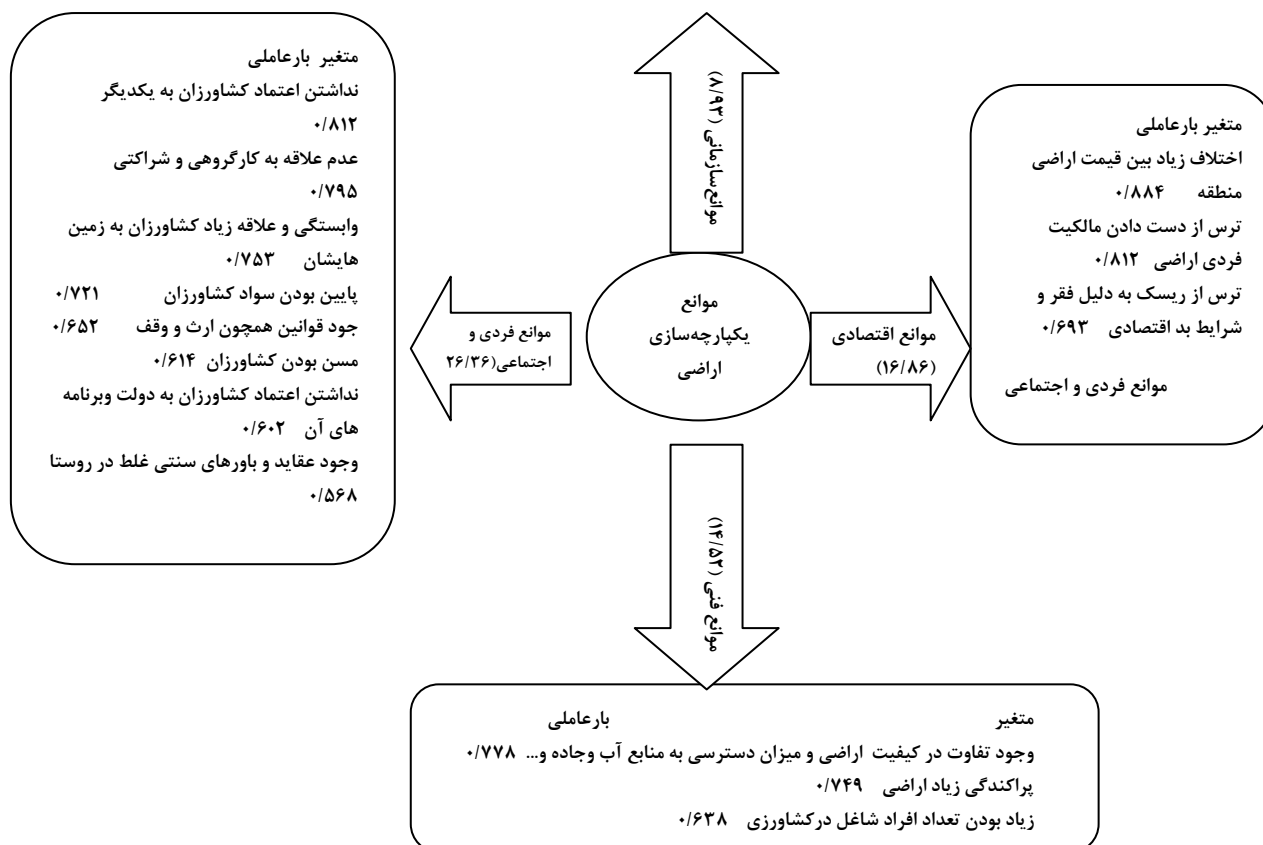 موانع‌سازمانی (۸/۹۳)
متغیر بارعاملی
نداشتن اعتماد کشاورزان به یکدیگر
۰/۸۱۲
عدم علاقه به کارگروهی و شراکتی
۰/۷۹۵
وابستگی و علاقه زیاد کشاورزان به زمین
هایشان ۰/۷۵۳
پایین بودن سواد کشاورزان ۰/۷۲۱
جود قوانین همچون ارث و وقف ۰/۶۵۲
مسن بودن کشاورزان ۰/۶۱۴
نداشتن اعتماد کشاورزان به دولت وبرنامه
های آن ۰/۶۰۲
وجود عقاید و باورهای سنتی غلط در روستا
۰/۵۶۸
متغیر بارعاملی
اختلاف زیاد بین قیمت اراضی
منطقه ۰/۸۸۴
ترس از دست دادن مالکیت
فردی اراضی ۰/۸۱۲
ترس از ریسک به دلیل فقر و
شرایط بد اقتصادی ۰/۶۹۳
موانع فردی و اجتماعی
موانع اقتصادی
(۱۶/۸۶)
موانع
یکپارچه‌سازی
اراضی
موانع فردی و
اجتماعی(۲۶/۳۶
موانع فنی (۱۴/۵۲)
متغیر بارعاملی
وجود تفاوت در کیفیت اراضی و میزان دسترسی به منابع آب وجاده و... ۰/۷۷۸
پراکندگی زیاد اراضی ۰/۷۴۹
زیاد بودن تعداد افراد شاغل درکشاورزی ۰/۶۳۸